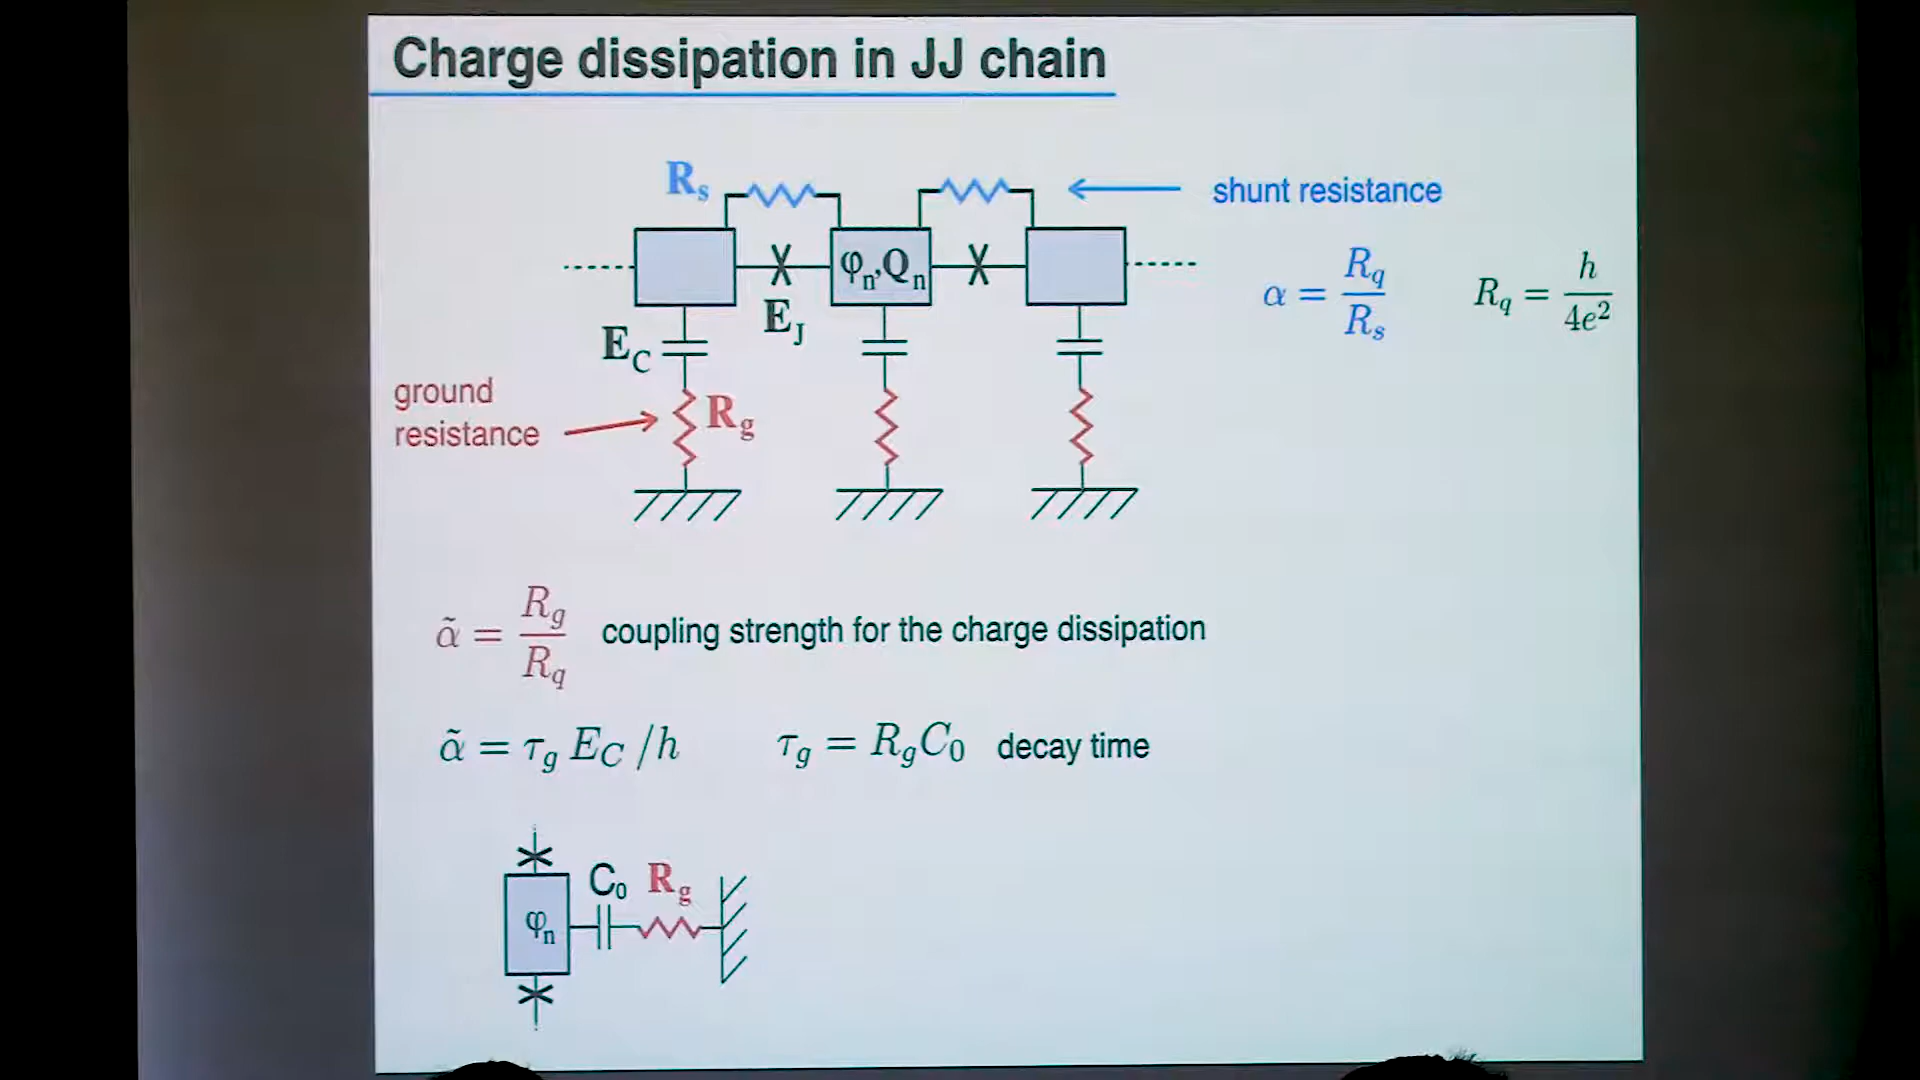 Charge dissipation in JJ chain
R_s
shunt resistance
φ_n, Q_n
E_J
E_C
α = R_q / R_s
R_q = h / 4e²
ground
resistance
R_g
α̃ = R_g / R_q coupling strength for the charge dissipation
α̃ = τ_g E_C / h τ_g = R_g C_0 decay time
C_0 R_g
φ_n